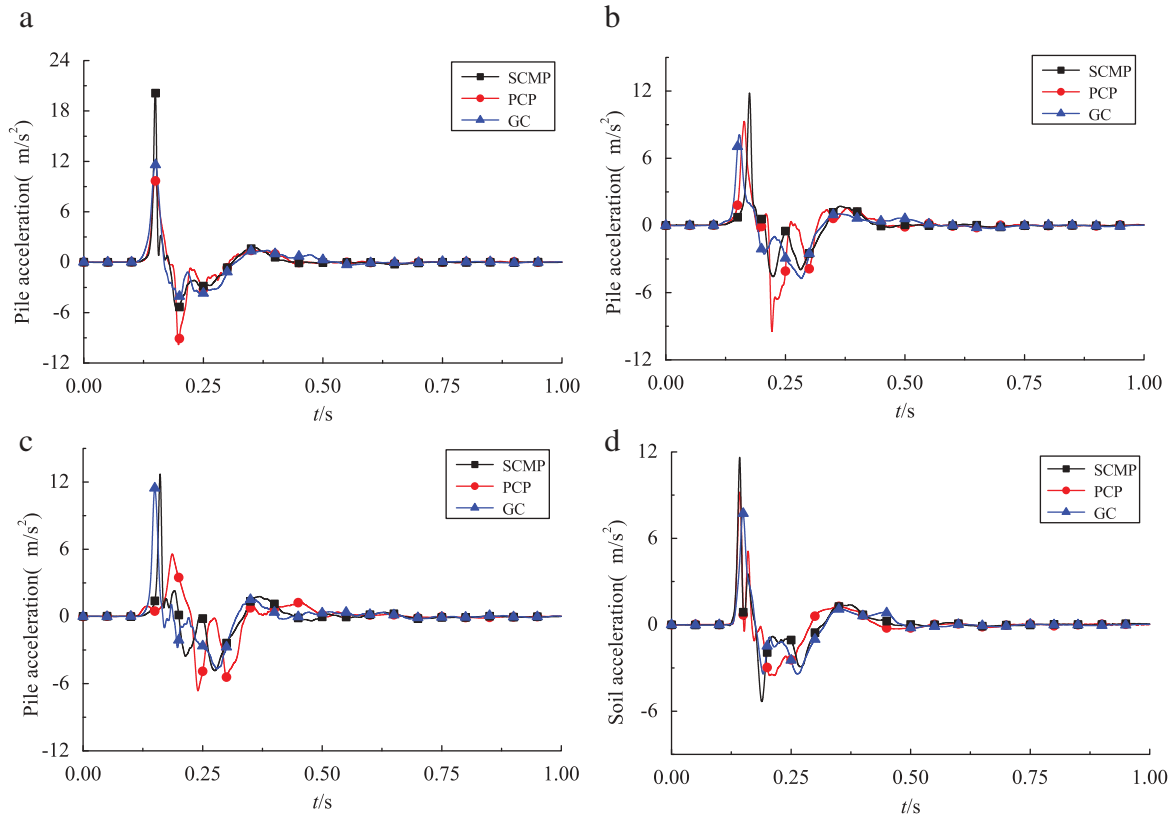 a
Pile acceleration( m/s²)
24
18
12
6
0
-6
-12
0.00 0.25 0.50 0.75 1.00
t/s
SCMP
PCP
GC
b
Pile acceleration( m/s²)
12
6
0
-6
-12
0.00 0.25 0.50 0.75 1.00
t/s
SCMP
PCP
GC
c
Pile acceleration( m/s²)
12
6
0
-6
-12
0.00 0.25 0.50 0.75 1.00
t/s
SCMP
PCP
GC
d
Soil acceleration( m/s²)
12
6
0
-6
0.00 0.25 0.50 0.75 1.00
t/s
SCMP
PCP
GC